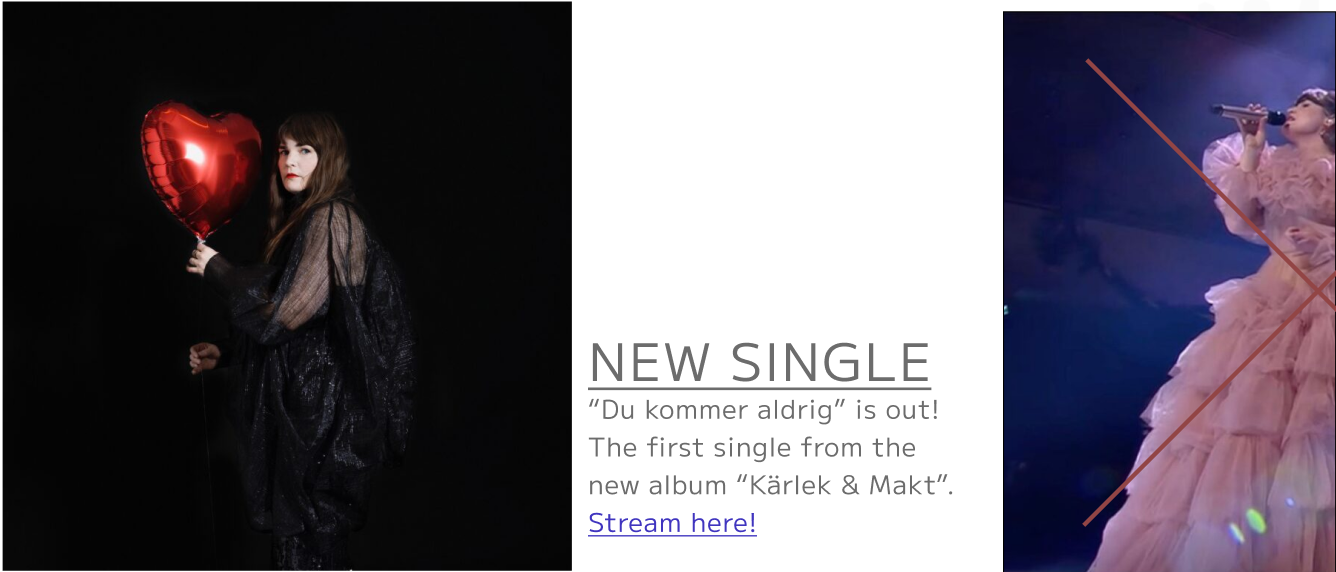 NEW SINGLE
“Du kommer aldrig” is out!
The first single from the
new album “Kärlek & Makt”.
Stream here!